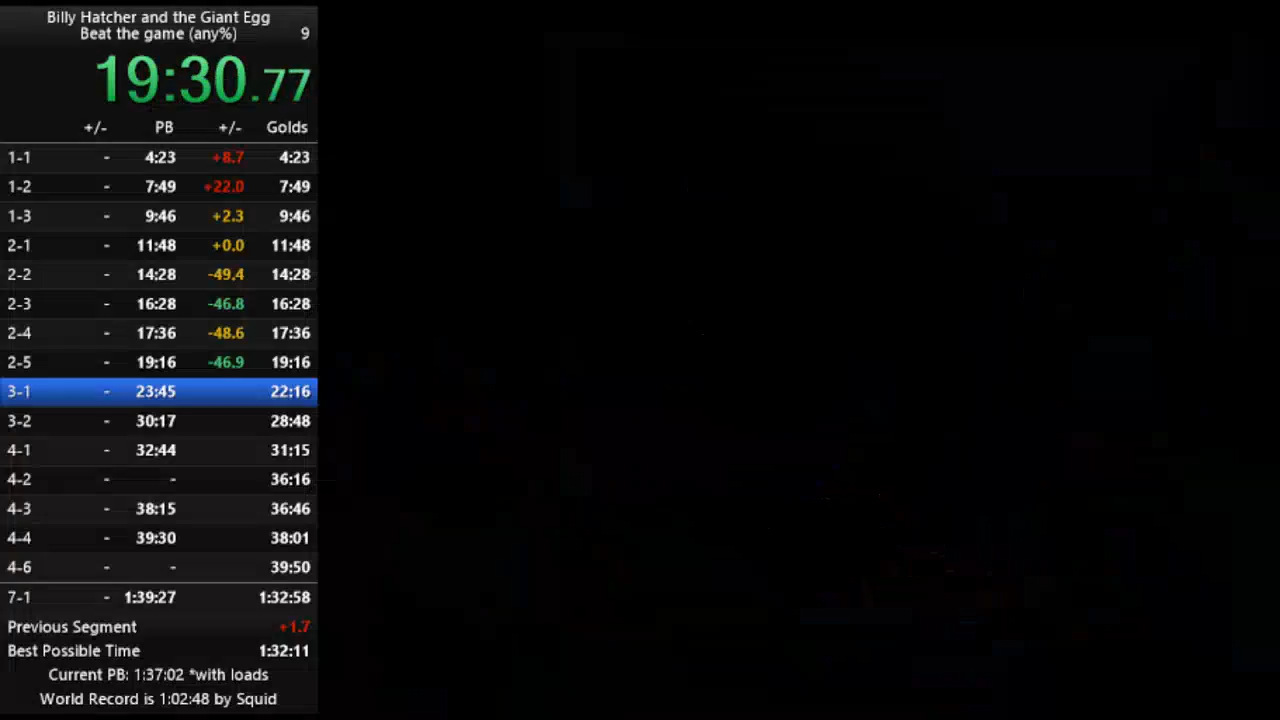 Billy Hatcher and the Giant Egg
Beat the game (any%) 9
19:30.77
+/- PB +/- Golds
1-1 - 4:23 +8.7 4:23
1-2 - 7:49 +22.0 7:49
1-3 - 9:46 +2.3 9:46
2-1 - 11:48 +0.0 11:48
2-2 - 14:28 -49.4 14:28
2-3 - 16:28 -46.8 16:28
2-4 - 17:36 -48.6 17:36
2-5 - 19:16 -46.9 19:16
3-1 - 23:45 22:16
3-2 - 30:17 28:48
4-1 - 32:44 31:15
4-2 - - 36:16
4-3 - 38:15 36:46
4-4 - 39:30 38:01
4-6 - - 39:50
7-1 - 1:39:27 1:32:58
Previous Segment +1.7
Best Possible Time 1:32:11
Current PB: 1:37:02 *with loads
World Record is 1:02:48 by Squid